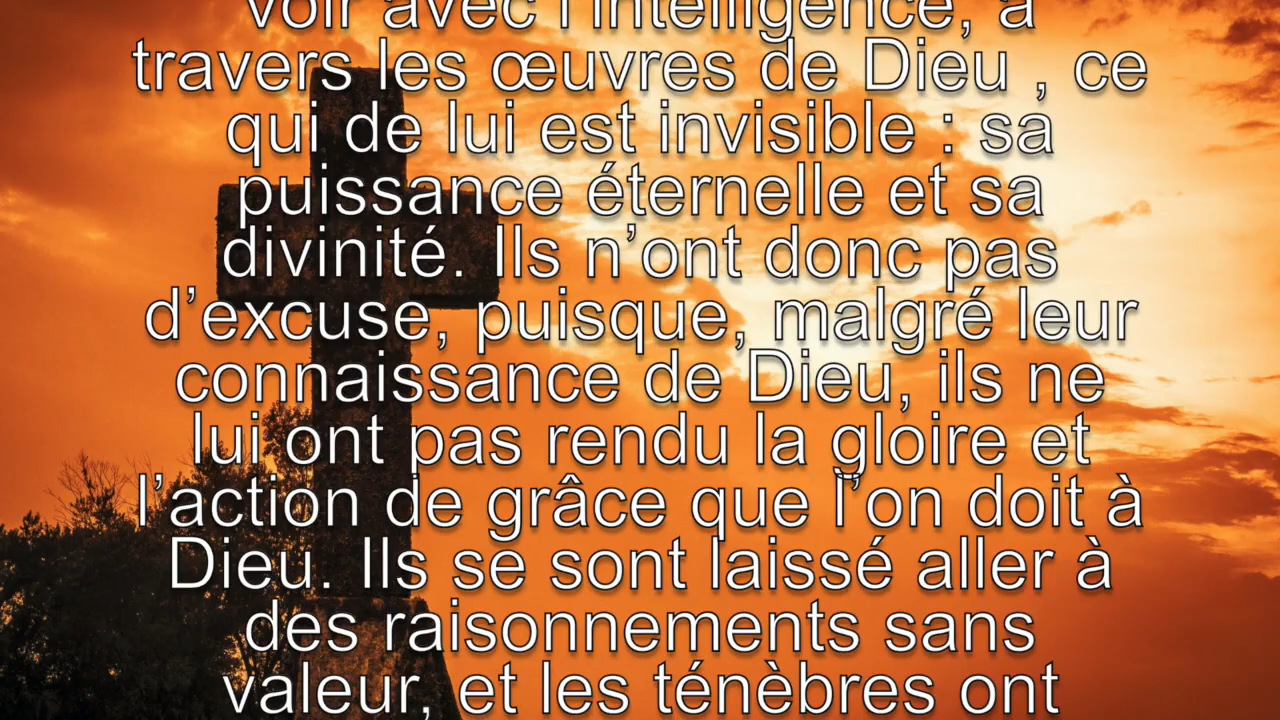 voir avec l'intelligence, à
travers les œuvres de Dieu , ce
qui de lui est invisible : sa
puissance éternelle et sa
divinité. Ils n’ont donc pas
d’excuse, puisque, malgré leur
connaissance de Dieu, ils ne
lui ont pas rendu la gloire et
l’action de grâce que l’on doit à
Dieu. Ils se sont laissé aller à
des raisonnements sans
valeur, et les ténèbres ont